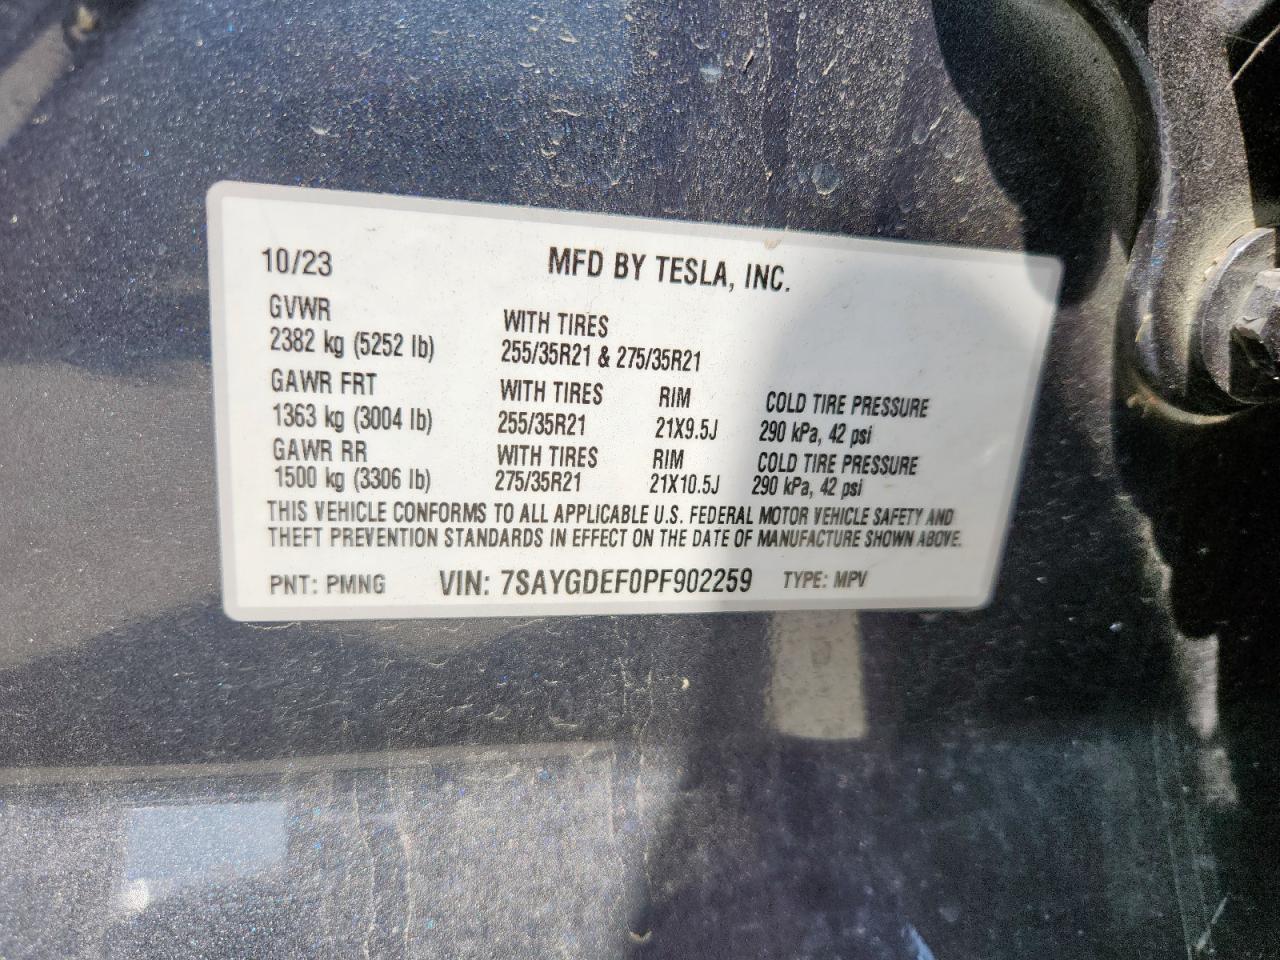 10/23 MFD BY TESLA, INC.
GVWR WITH TIRES
2382 kg (5252 lb) 255/35R21 & 275/35R21
GAWR FRT WITH TIRES RIM COLD TIRE PRESSURE
1363 kg (3004 lb) 255/35R21 21X9.5J 290 kPa, 42 psi
GAWR RR WITH TIRES RIM COLD TIRE PRESSURE
1500 kg (3306 lb) 275/35R21 21X10.5J 290 kPa, 42 psi
THIS VEHICLE CONFORMS TO ALL APPLICABLE U.S. FEDERAL MOTOR VEHICLE SAFETY AND
THEFT PREVENTION STANDARDS IN EFFECT ON THE DATE OF MANUFACTURE SHOWN ABOVE.
PNT: PMNG VIN: 7SAYGDEF0PF902259 TYPE: MPV